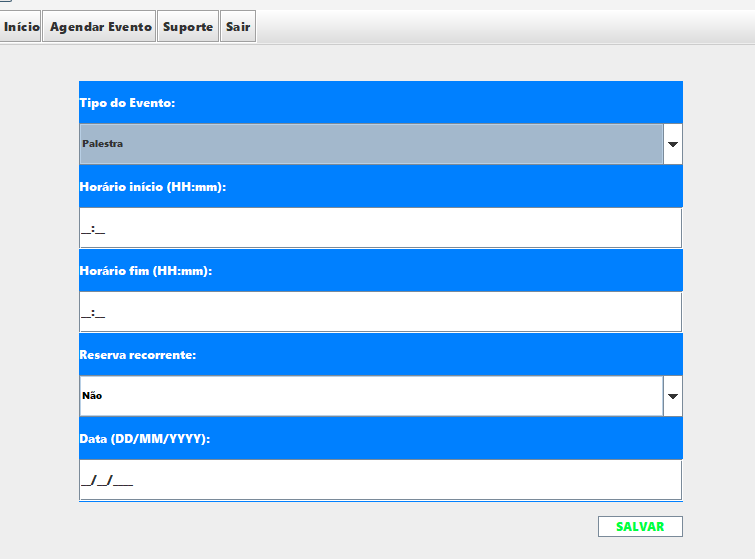 Início Agendar Evento Suporte Sair
Tipo do Evento:
Palestra
Horário início (HH:mm):
__:__
Horário fim (HH:mm):
__:__
Reserva recorrente:
Não
Data (DD/MM/YYYY):
__/__/____
SALVAR